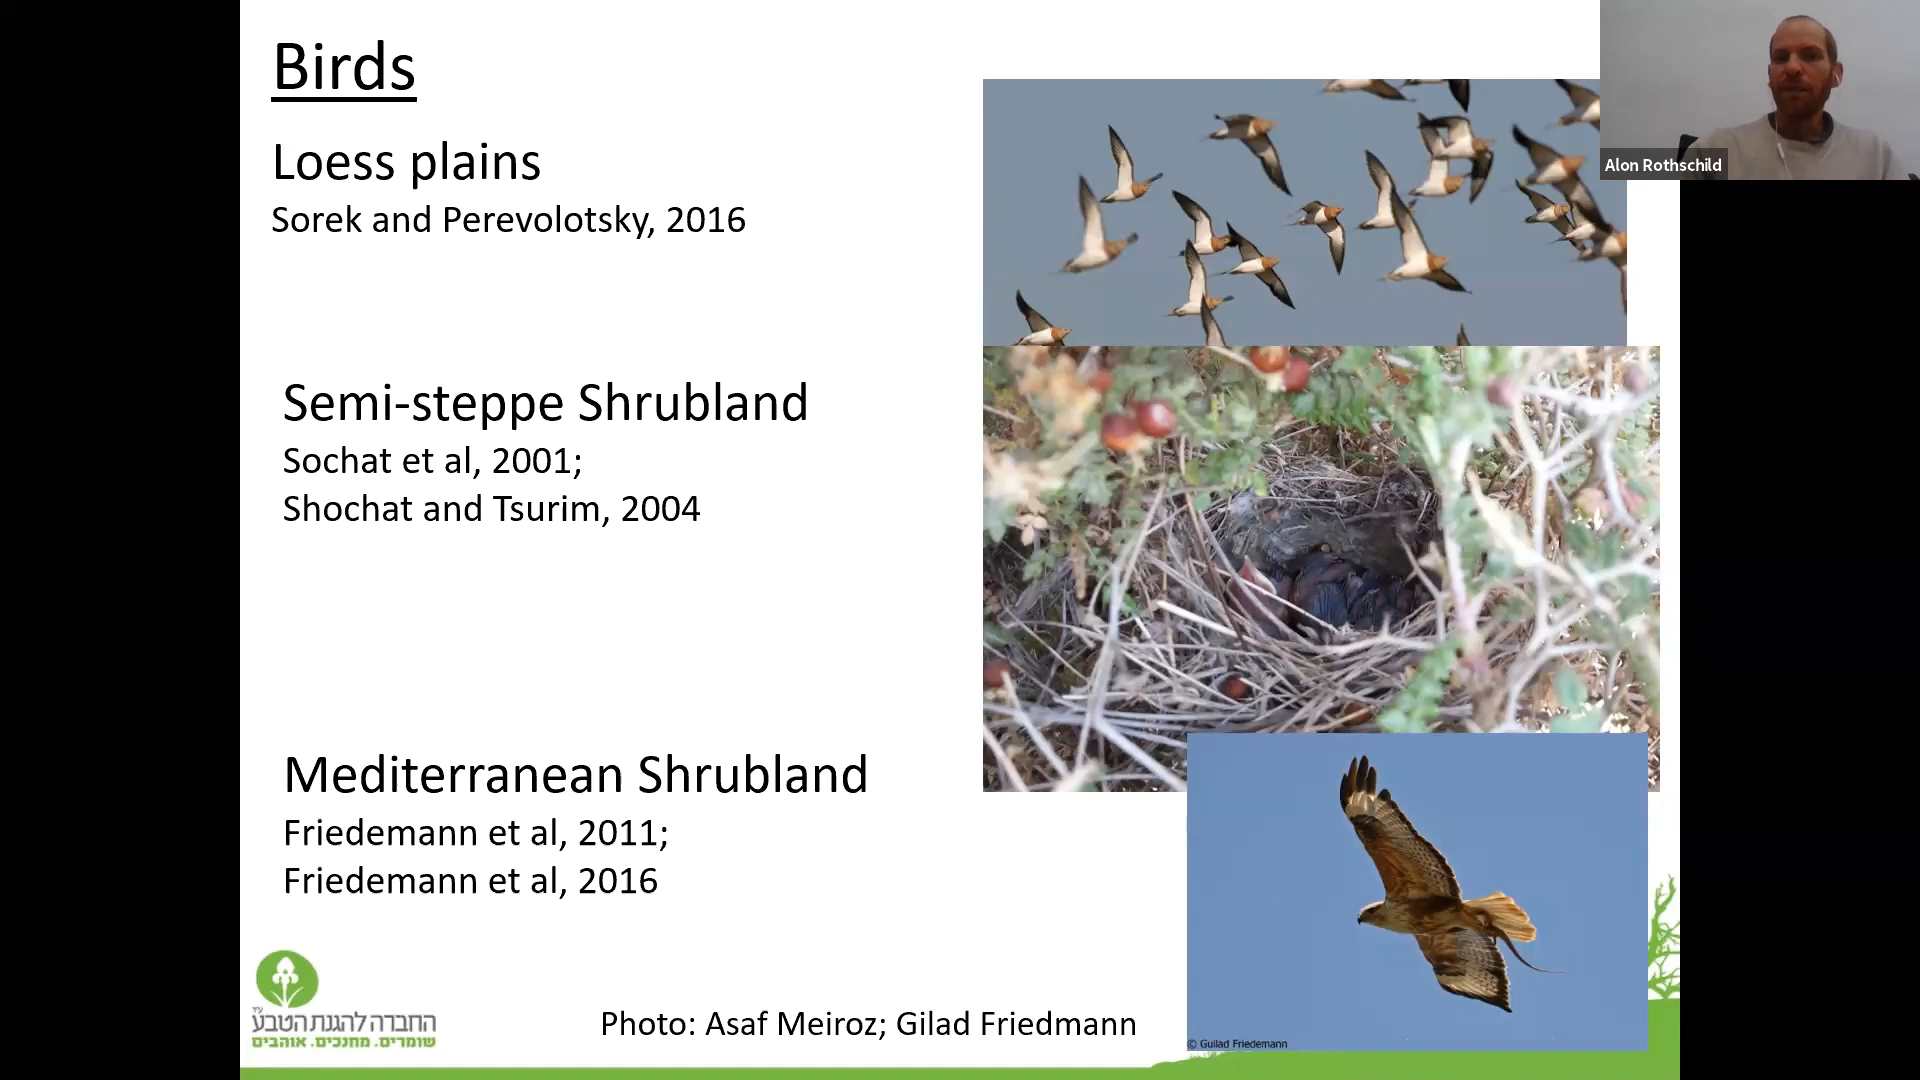 Birds
Loess plains
Sorek and Perevolotsky, 2016
Semi-steppe Shrubland
Sochat et al, 2001;
Shochat and Tsurim, 2004
Mediterranean Shrubland
Friedemann et al, 2011;
Friedemann et al, 2016
Photo: Asaf Meiroz; Gilad Friedmann
© Guilad Friedemann
החברה להגנת הטבע
שומרים. מחנכים. אוהבים
Alon Rothschild